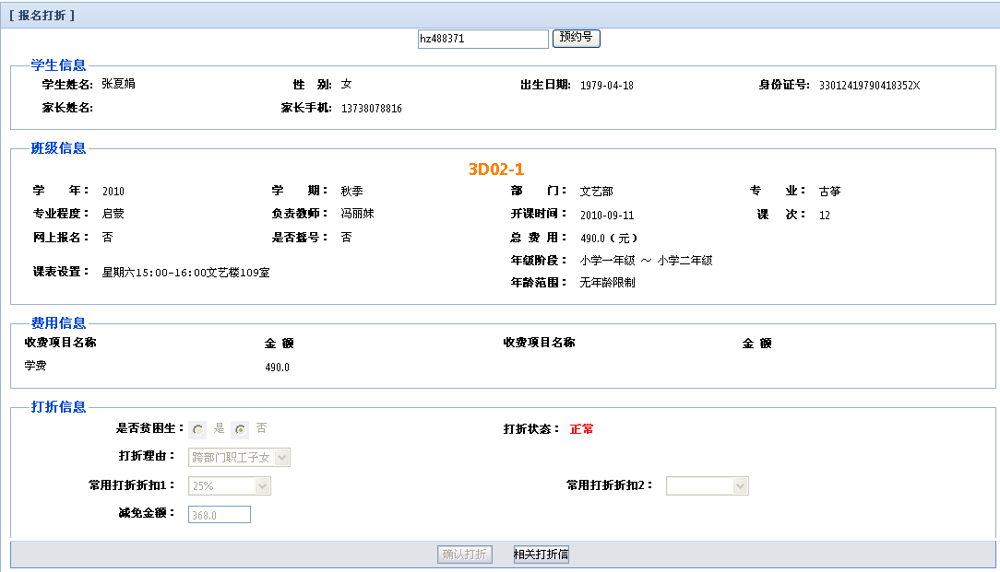 [ 报名打折 ]
hz488371 预约号
学生信息
学生姓名: 张夏娟 性 别: 女 出生日期: 1979-04-18 身份证号: 33012419790418352X
家长姓名: 家长手机: 13738078816
班级信息
3D02-1
学 年: 2010 学 期: 秋季 部 门: 文艺部 专 业: 古筝
专业程度: 启蒙 负责教师: 冯丽妹 开课时间: 2010-09-11 课 次: 12
网上报名: 否 是否摇号: 否 总 费 用: 490.0(元)
年级阶段: 小学一年级 ～ 小学二年级
课表设置: 星期六15:00-16:00文艺楼109室
年龄范围: 无年龄限制
费用信息
收费项目名称 金 额 收费项目名称 金 额
学费 490.0
打折信息
是否贫困生: 是 否 打折状态: 正常
打折理由: 跨部门职工子女
常用打折折扣1: 25% 常用打折折扣2:
减免金额: 368.0
确认打折 相关打折信